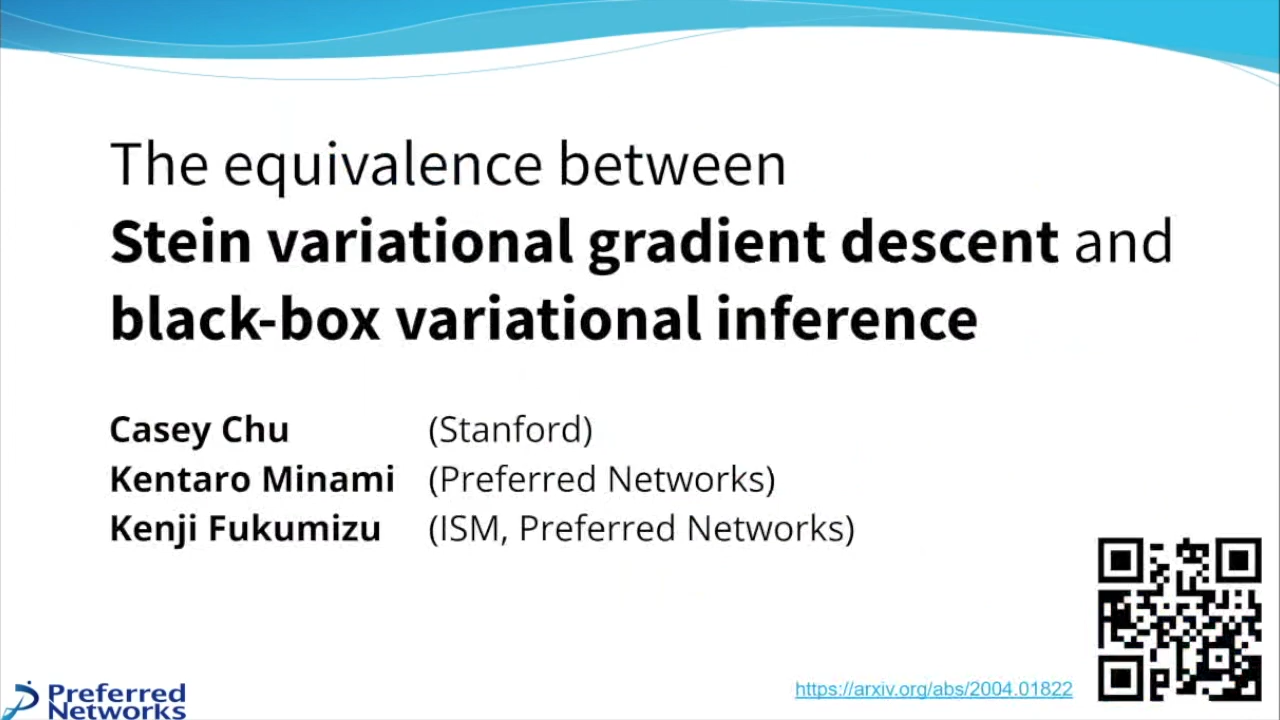 The equivalence between
Stein variational gradient descent and
black-box variational inference
Casey Chu (Stanford)
Kentaro Minami (Preferred Networks)
Kenji Fukumizu (ISM, Preferred Networks)
https://arxiv.org/abs/2004.01822
Preferred
Networks